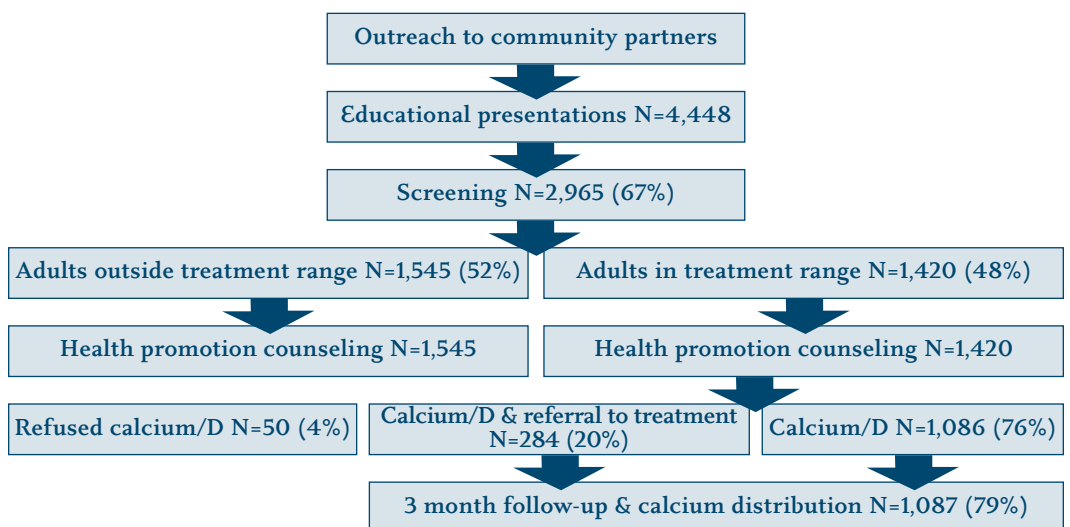 Outreach to community partners
Educational presentations N=4,448
Screening N=2,965 (67%)
Adults outside treatment range N=1,545 (52%)
Adults in treatment range N=1,420 (48%)
Health promotion counseling N=1,545
Health promotion counseling N=1,420
Refused calcium/D N=50 (4%)
Calcium/D & referral to treatment
N=284 (20%)
Calcium/D N=1,086 (76%)
3 month follow-up & calcium distribution N=1,087 (79%)